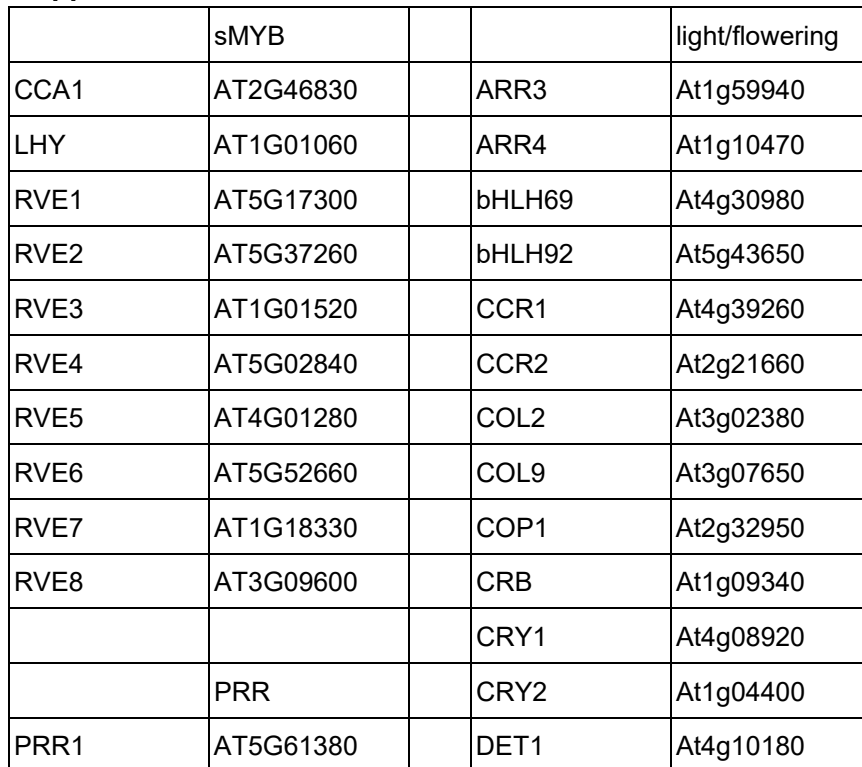 sMYB light/flowering
CCA1 AT2G46830 ARR3 At1g59940
LHY AT1G01060 ARR4 At1g10470
RVE1 AT5G17300 bHLH69 At4g30980
RVE2 AT5G37260 bHLH92 At5g43650
RVE3 AT1G01520 CCR1 At4g39260
RVE4 AT5G02840 CCR2 At2g21660
RVE5 AT4G01280 COL2 At3g02380
RVE6 AT5G52660 COL9 At3g07650
RVE7 AT1G18330 COP1 At2g32950
RVE8 AT3G09600 CRB At1g09340
CRY1 At4g08920
PRR CRY2 At1g04400
PRR1 AT5G61380 DET1 At4g10180